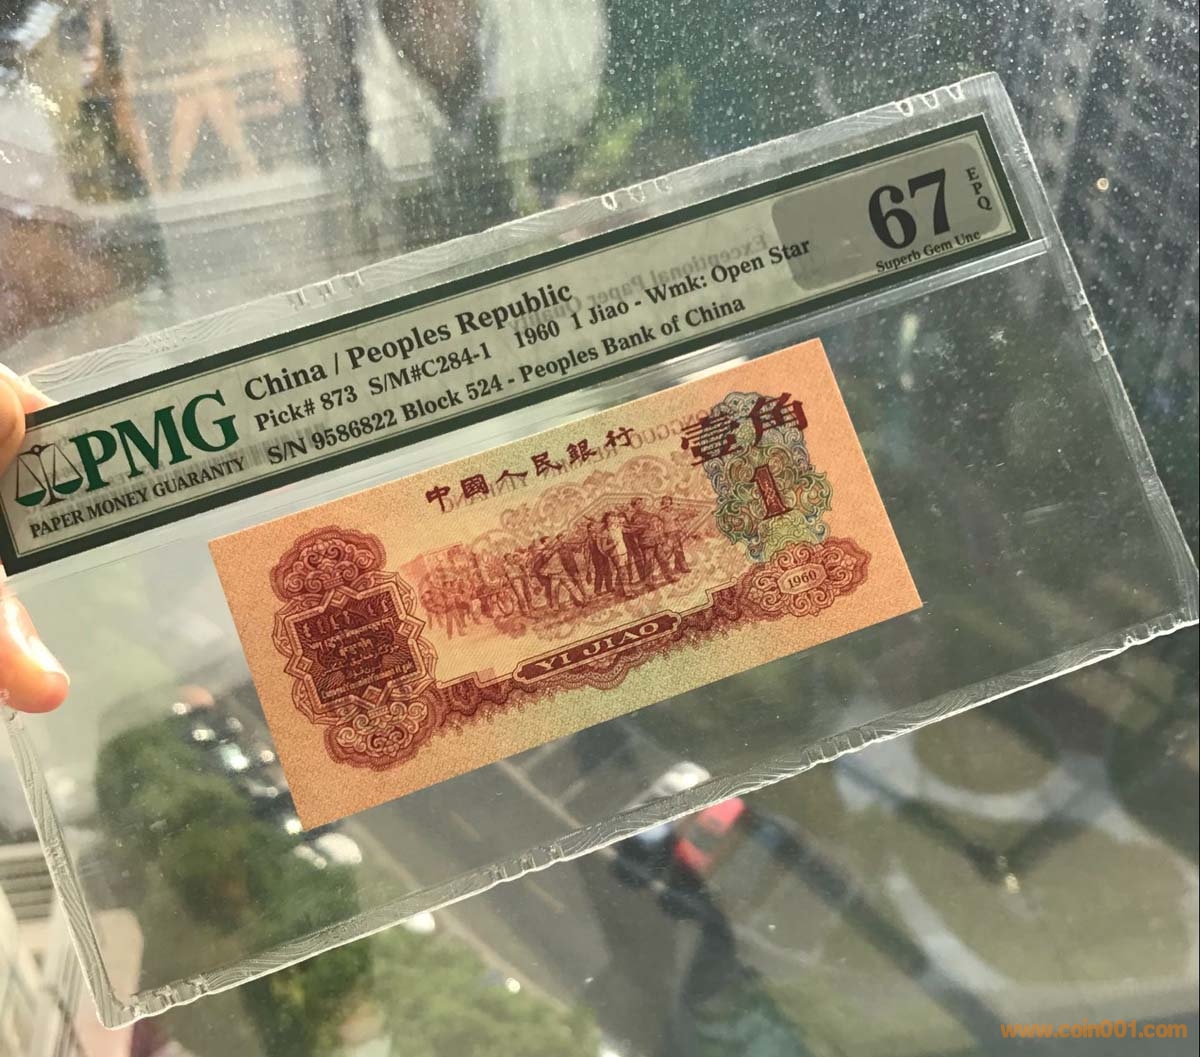 China / Peoples Republic
Pick# 873 S/M#C284-1 1960 1 Jiao - Wmk: Open Star
S/N 9586822 Block 524 - Peoples Bank of China
PMG
PAPER MONEY GUARANTY
67
EPQ
Superb Gem Unc
Exceptional Paper Quality
中國人民銀行
壹角
1
1960
YI JIAO
www.coin001.com